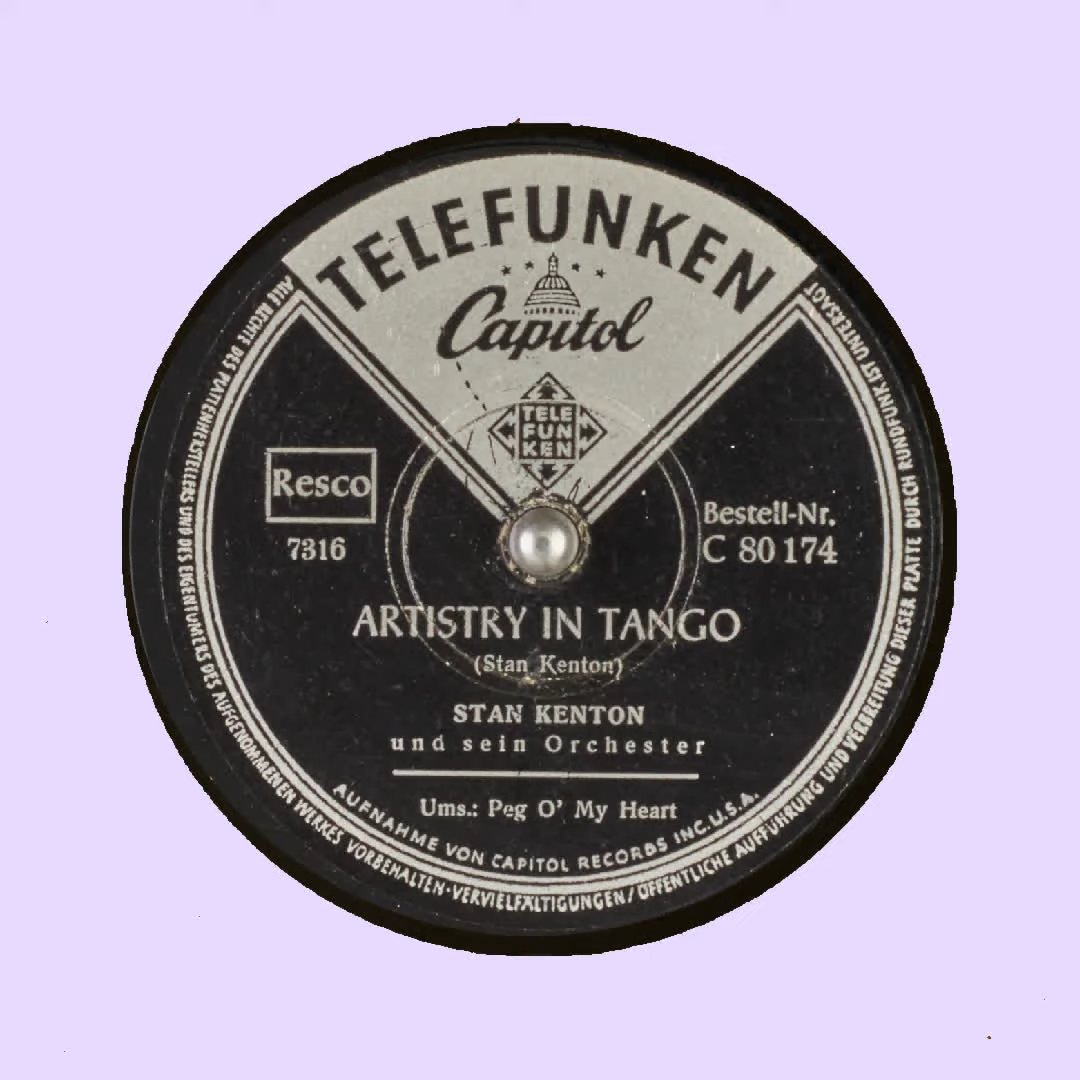 TELEFUNKEN
Capitol
TELE
FUN
KEN
Resco
7316
Bestell-Nr.
C 80 174
ARTISTRY IN TANGO
(Stan Kenton)
STAN KENTON
und sein Orchester
Ums.: Peg O' My Heart
AUFNAHME VON CAPITOL RECORDS INC. U.S.A.
ALLE RECHTE DES PLATTENHERSTELLERS UND DES EIGENTÜMERS DES AUFGENOMMENEN WERKES VORBEHALTEN · VERVIELFÄLTIGUNGEN / ÖFFENTLICHE AUFFÜHRUNG UND VERBREITUNG DIESER PLATTE DURCH RUNDFUNK IST UNTERSAGT